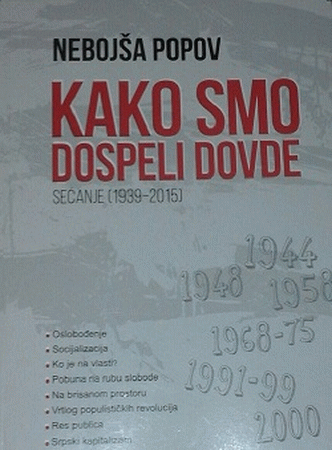 NEBOJŠA POPOV
KAKO SMO
DOSPELI DOVDE
SEĆANJE (1939-2015)
1944
1948
1958
1968-75
1991-99
2000
• Oslobođenje
• Socijalizacija
• Ko je na vlasti?
• Pobuna na rubu slobode
• Na brisanom prostoru
• Vrtlog populističkih revolucija
• Res publica
• Srpski kapitalizam